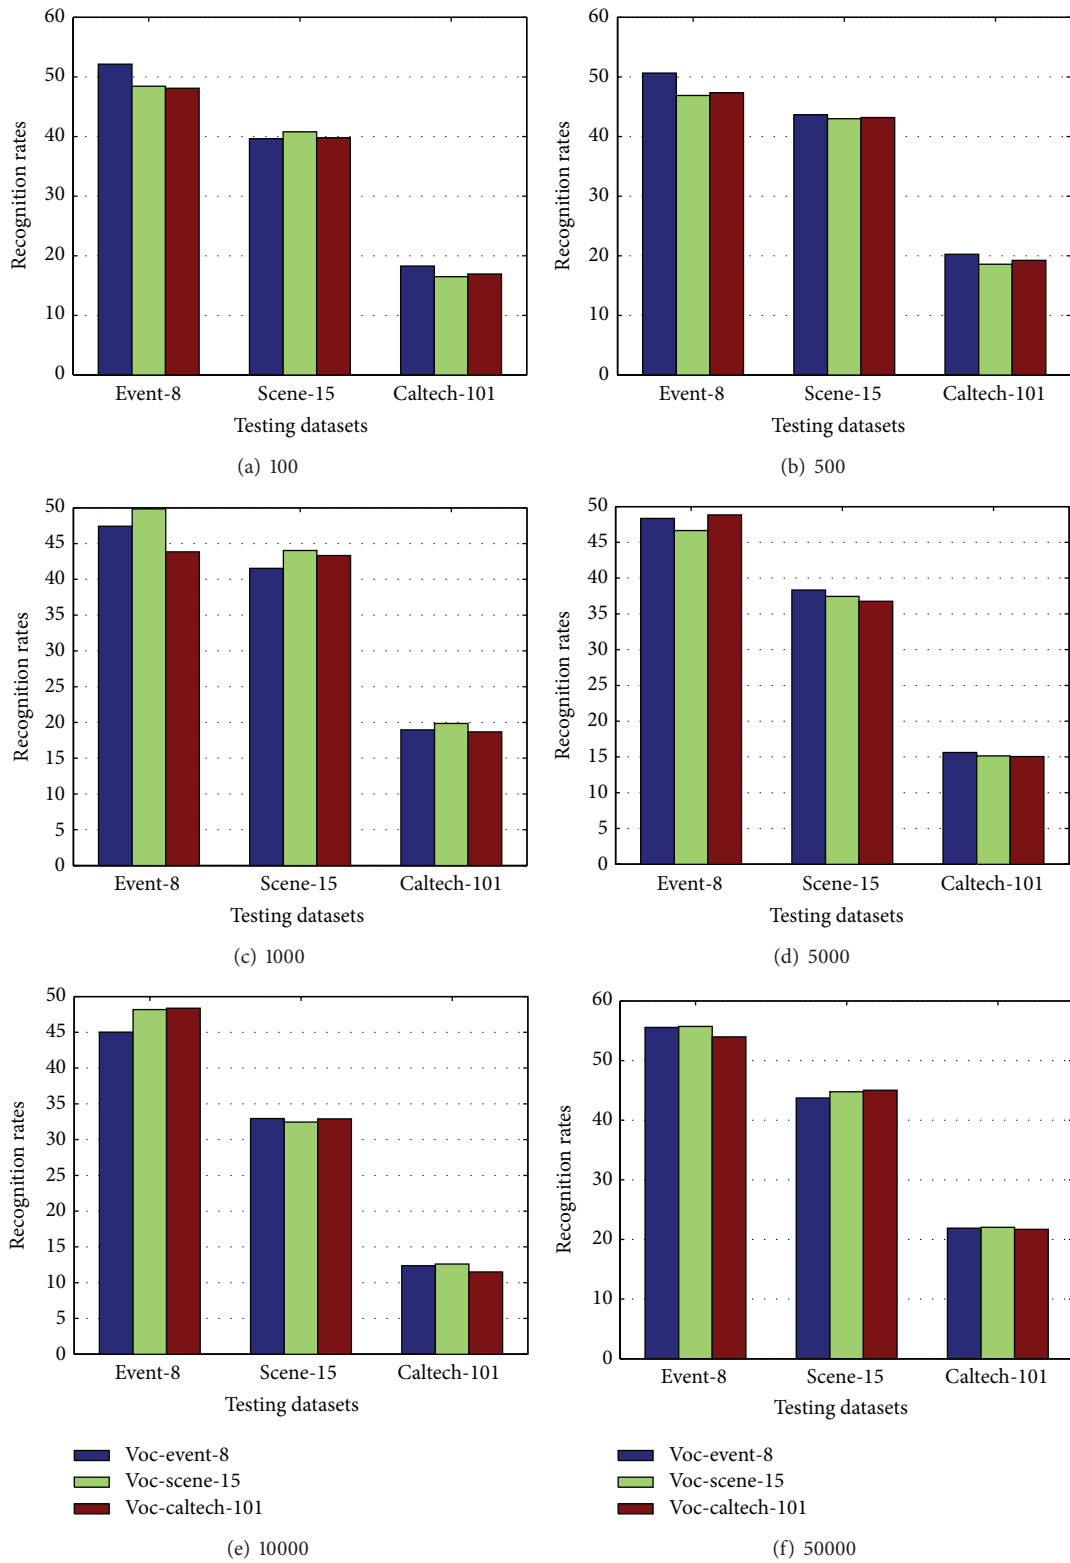 60
50
40
30
20
10
0
Recognition rates
Event-8 Scene-15 Caltech-101
Testing datasets
(a) 100
60
50
40
30
20
10
0
Recognition rates
Event-8 Scene-15 Caltech-101
Testing datasets
(b) 500
50
45
40
35
30
25
20
15
10
5
0
Recognition rates
Event-8 Scene-15 Caltech-101
Testing datasets
(c) 1000
50
45
40
35
30
25
20
15
10
5
0
Recognition rates
Event-8 Scene-15 Caltech-101
Testing datasets
(d) 5000
50
45
40
35
30
25
20
15
10
5
0
Recognition rates
Event-8 Scene-15 Caltech-101
Testing datasets
Voc-event-8
Voc-scene-15
Voc-caltech-101
(e) 10000
60
50
40
30
20
10
0
Recognition rates
Event-8 Scene-15 Caltech-101
Testing datasets
Voc-event-8
Voc-scene-15
Voc-caltech-101
(f) 50000